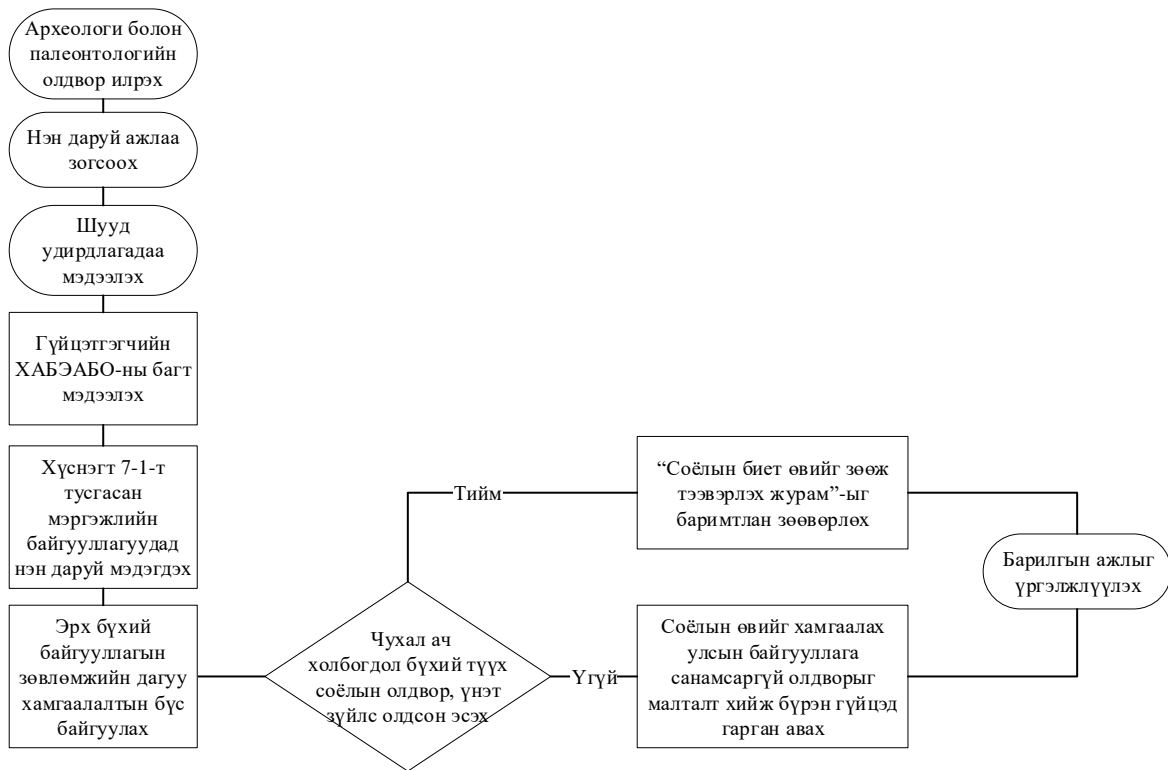 Археологи болон
палеонтологийн
олдвор илрэх
Нэн даруй ажлаа
зогсоох
Шууд
удирдлагадаа
мэдээлэх
Гүйцэтгэгчийн
ХАБЭАБО-ны багт
мэдээлэх
Хүснэгт 7-1-т
тусгасан
мэргэжлийн
байгууллагуудад
нэн даруй мэдэгдэх
Эрх бүхий
байгууллагын
зөвлөмжийн дагуу
хамгаалалтын бүс
байгуулах
Чухал ач
холбогдол бүхий түүх
соёлын олдвор, үнэт
зүйлс олдсон эсэх
Тийм
“Соёлын биет өвийг зөөж
тээвэрлэх журам”-ыг
баримтлан зөөвөрлөх
Үгүй
Соёлын өвийг хамгаалах
улсын байгууллага
санамсаргүй олдворыг
малталт хийж бүрэн гүйцэд
гарган авах
Барилгын ажлыг
үргэлжлүүлэх